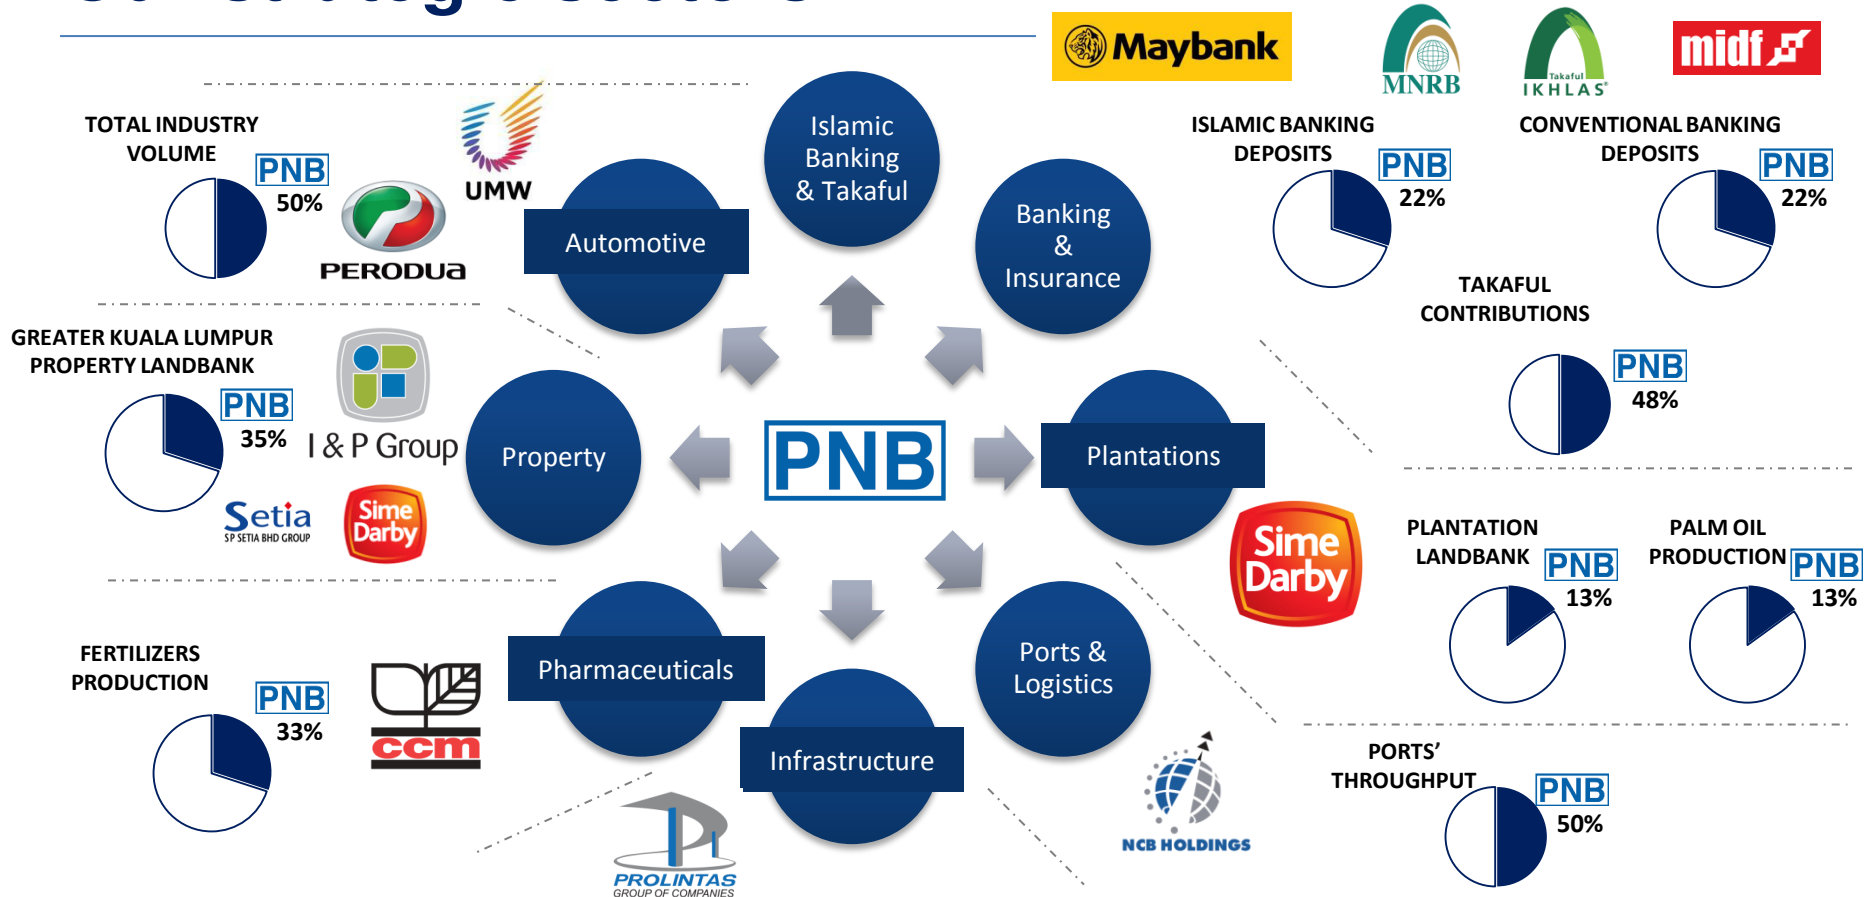 Maybank
MNRB
Takaful
IKHLAS
midf
TOTAL INDUSTRY
VOLUME
PNB
50%
UMW
PERODUA
Automotive
Islamic
Banking
& Takaful
Banking
&
Insurance
ISLAMIC BANKING
DEPOSITS
PNB
22%
CONVENTIONAL BANKING
DEPOSITS
PNB
22%
TAKAFUL
CONTRIBUTIONS
PNB
48%
GREATER KUALA LUMPUR
PROPERTY LANDBANK
PNB
35%
I & P Group
Setia
SP SETIA BHD GROUP
Sime
Darby
Property
PNB
Plantations
Sime
Darby
PLANTATION
LANDBANK
PNB
13%
PALM OIL
PRODUCTION
PNB
13%
FERTILIZERS
PRODUCTION
PNB
33%
ccm
Pharmaceuticals
Infrastructure
Ports &
Logistics
PROLINTAS
GROUP OF COMPANIES
NCB HOLDINGS
PORTS'
THROUGHPUT
PNB
50%